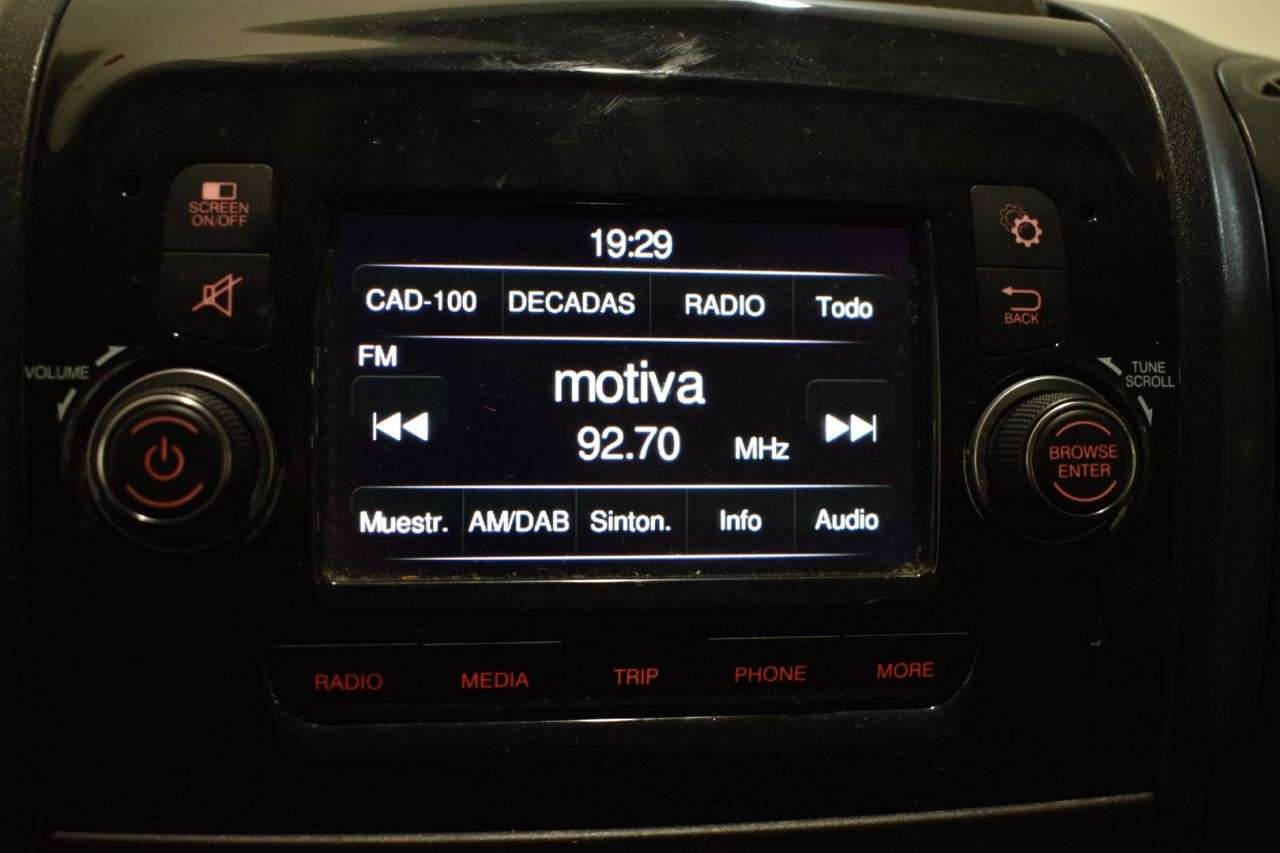 SCREEN
ON/OFF
19:29
CAD-100 DECADAS RADIO Todo
BACK
FM
VOLUME
motiva
TUNE
SCROLL
92.70 MHz
BROWSE
ENTER
Muestr. AM/DAB Sinton. Info Audio
RADIO MEDIA TRIP PHONE MORE